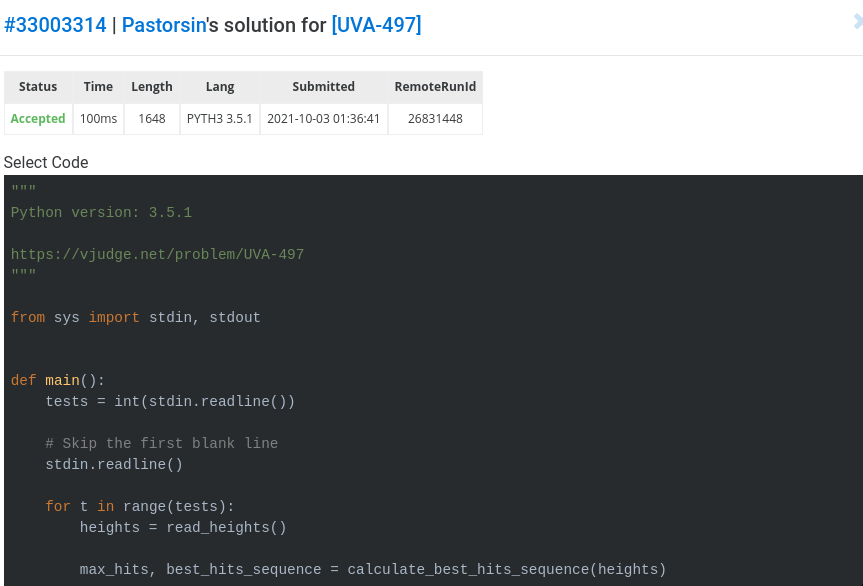 #33003314 | Pastorsin's solution for [UVA-497]
Status Time Length Lang Submitted RemoteRunId
Accepted 100ms 1648 PYTH3 3.5.1 2021-10-03 01:36:41 26831448
Select Code
"""
Python version: 3.5.1
https://vjudge.net/problem/UVA-497
"""
from sys import stdin, stdout
def main():
    tests = int(stdin.readline())
    # Skip the first blank line
    stdin.readline()
    for t in range(tests):
        heights = read_heights()
        max_hits, best_hits_sequence = calculate_best_hits_sequence(heights)